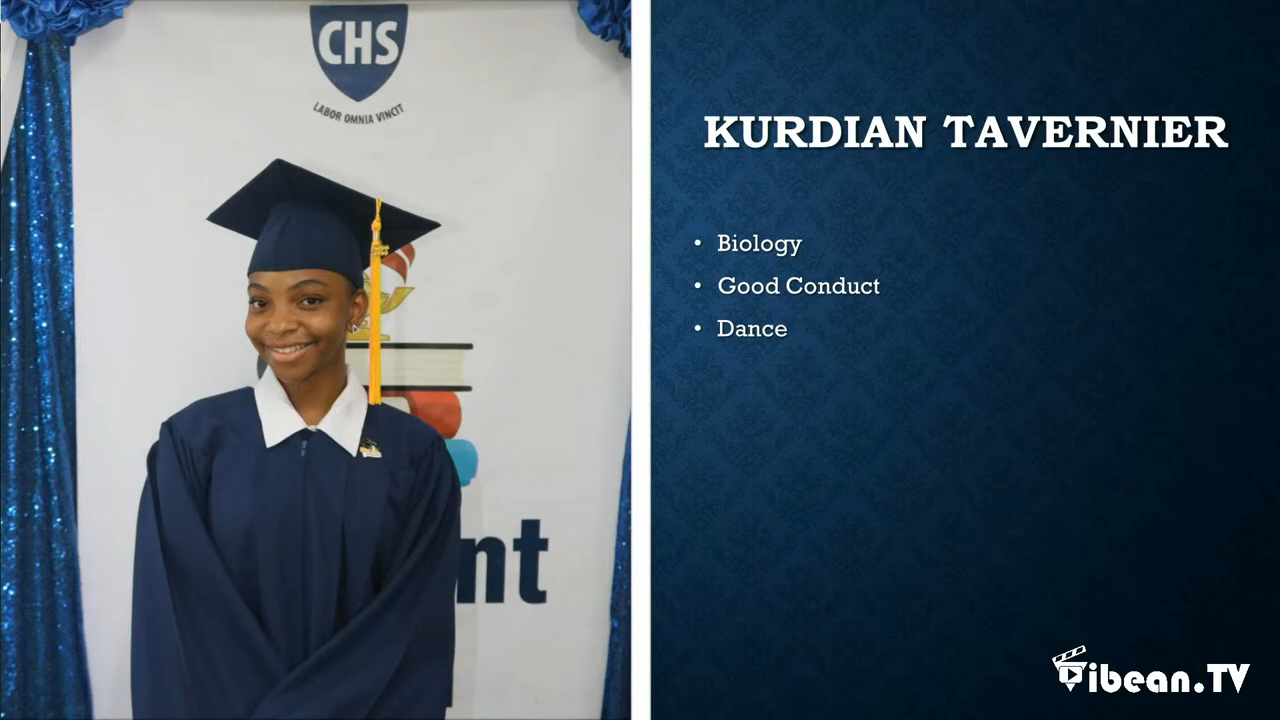 CHS
LABOR OMNIA VINCIT
nt
KURDIAN TAVERNIER
• Biology
• Good Conduct
• Dance
Vibean.TV